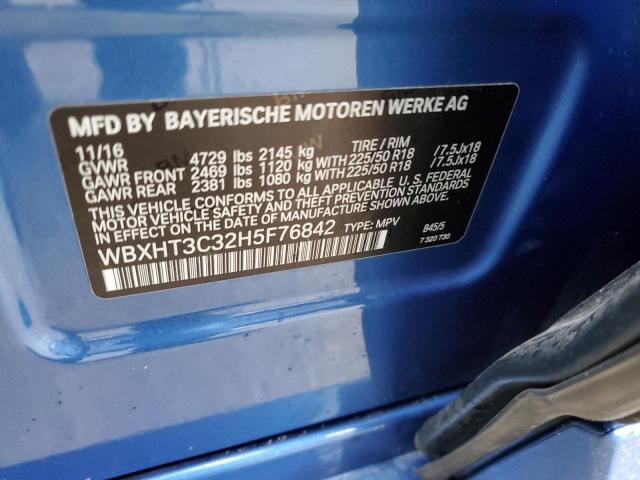 MFD BY BAYERISCHE MOTOREN WERKE AG
11/16 TIRE / RIM
GVWR 4729 lbs 2145 kg
GAWR FRONT 2469 lbs 1120 kg WITH 225/50 R18 /7.5Jx18
GAWR REAR 2381 lbs 1080 kg WITH 225/50 R18 /7.5Jx18
THIS VEHICLE CONFORMS TO ALL APPLICABLE U. S. FEDERAL
MOTOR VEHICLE SAFETY, BUMPER, AND THEFT PREVENTION STANDARDS
IN EFFECT ON THE DATE OF MANUFACTURE SHOWN ABOVE.
WBXHT3C32H5F76842 TYPE: MPV B45/5
7 320 730